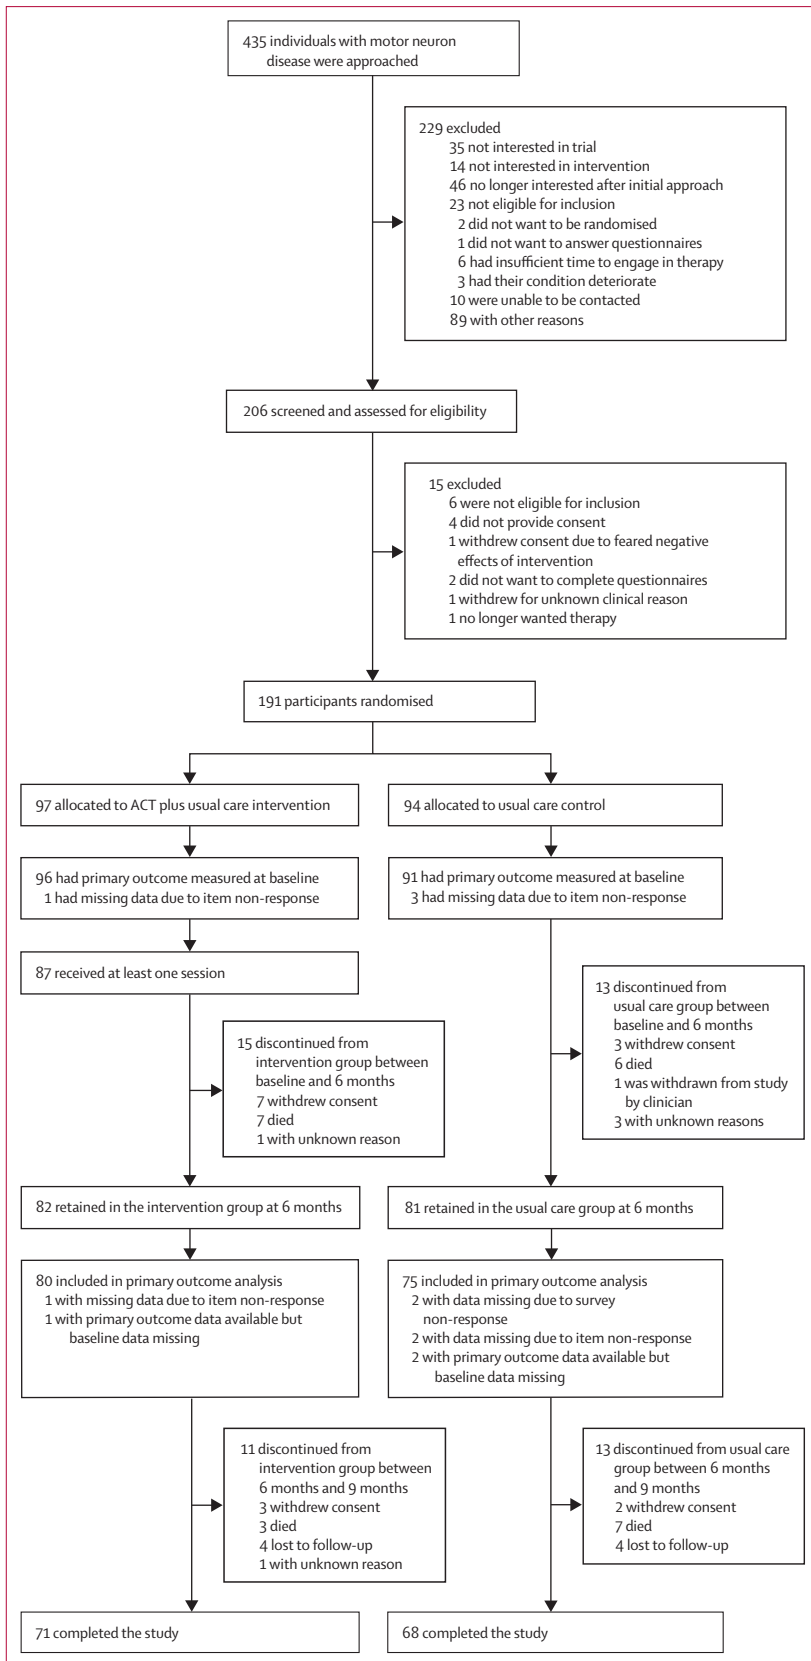 435 individuals with motor neuron
disease were approached
229 excluded
35 not interested in trial
14 not interested in intervention
46 no longer interested after initial approach
23 not eligible for inclusion
2 did not want to be randomised
1 did not want to answer questionnaires
6 had insufficient time to engage in therapy
3 had their condition deteriorate
10 were unable to be contacted
89 with other reasons
206 screened and assessed for eligibility
15 excluded
6 were not eligible for inclusion
4 did not provide consent
1 withdrew consent due to feared negative
effects of intervention
2 did not want to complete questionnaires
1 withdrew for unknown clinical reason
1 no longer wanted therapy
191 participants randomised
97 allocated to ACT plus usual care intervention
94 allocated to usual care control
96 had primary outcome measured at baseline
1 had missing data due to item non-response
91 had primary outcome measured at baseline
3 had missing data due to item non-response
87 received at least one session
13 discontinued from
usual care group between
baseline and 6 months
3 withdrew consent
6 died
1 was withdrawn from study
by clinician
3 with unknown reasons
15 discontinued from
intervention group between
baseline and 6 months
7 withdrew consent
7 died
1 with unknown reason
82 retained in the intervention group at 6 months
81 retained in the usual care group at 6 months
80 included in primary outcome analysis
1 with missing data due to item non-response
1 with primary outcome data available but
baseline data missing
75 included in primary outcome analysis
2 with data missing due to survey
non-response
2 with data missing due to item non-response
2 with primary outcome data available but
baseline data missing
11 discontinued from
intervention group between
6 months and 9 months
3 withdrew consent
3 died
4 lost to follow-up
1 with unknown reason
13 discontinued from usual care
group between 6 months
and 9 months
2 withdrew consent
7 died
4 lost to follow-up
71 completed the study
68 completed the study